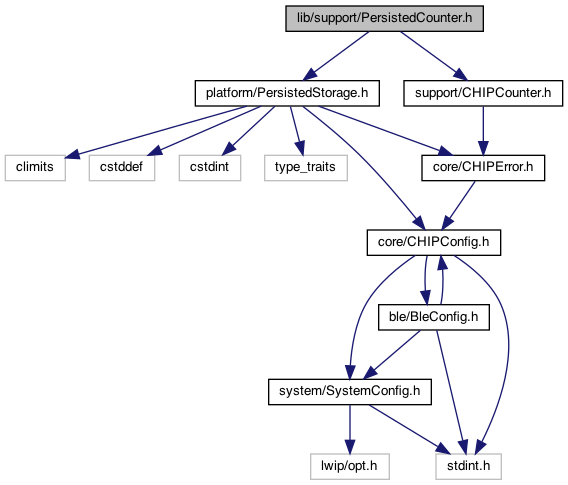 lib/support/PersistedCounter.h
platform/PersistedStorage.h
support/CHIPCounter.h
climits
cstddef
cstdint
type_traits
core/CHIPError.h
core/CHIPConfig.h
ble/BleConfig.h
system/SystemConfig.h
lwip/opt.h
stdint.h